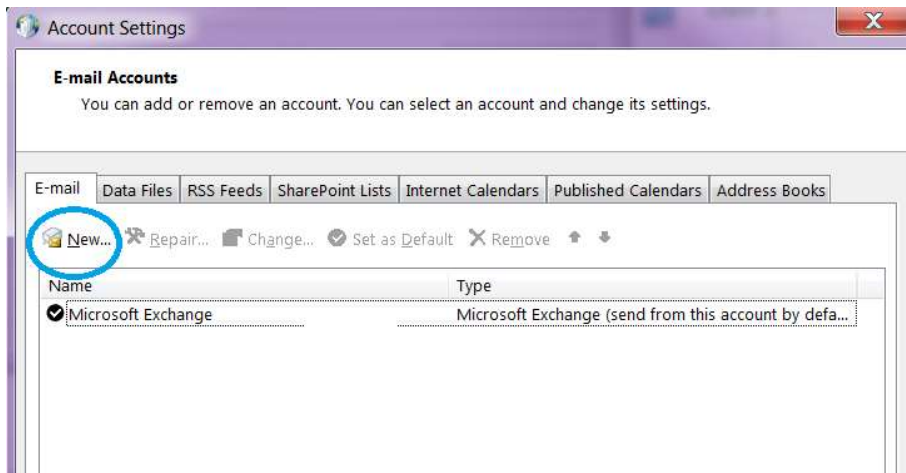 Account Settings
X
E-mail Accounts
You can add or remove an account. You can select an account and change its settings.
E-mail Data Files RSS Feeds SharePoint Lists Internet Calendars Published Calendars Address Books
New... Repair... Change... Set as Default Remove
Name Type
Microsoft Exchange Microsoft Exchange (send from this account by defa...